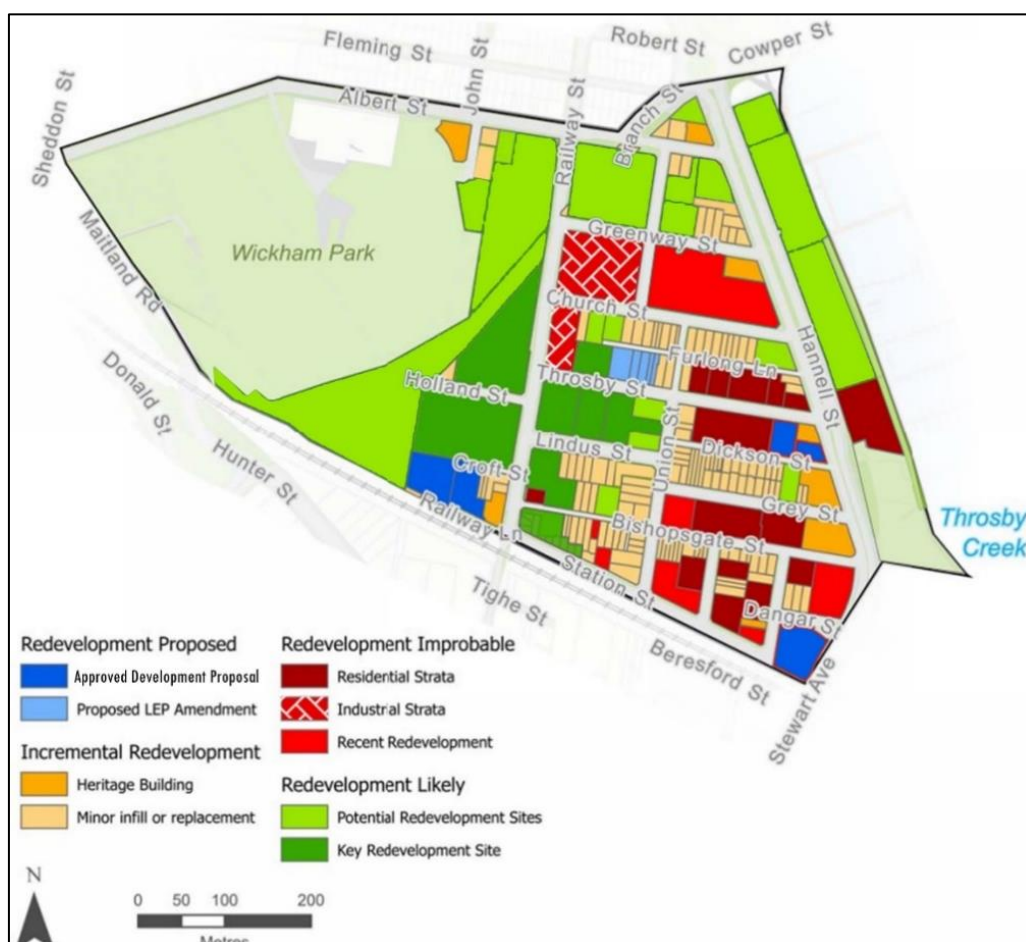 Fleming St
Robert St
Cowper St
John St
Sheddon St
Albert St
Railway St
Branch St
Maitland Rd
Wickham Park
Greenway St
Church St
Hannell St
Furlong Ln
Donald St
Holland St
Throsby St
Hunter St
Lindus St
Union St
Dickson St
Croft St
Grey St
Railway Ln
Bishopsgate St
Throsby
Creek
Station St
Tighe St
Dangar St
Beresford St
Stewart Ave
Redevelopment Proposed
Approved Development Proposal
Proposed LEP Amendment
Incremental Redevelopment
Heritage Building
Minor infill or replacement
Redevelopment Improbable
Residential Strata
Industrial Strata
Recent Redevelopment
Redevelopment Likely
Potential Redevelopment Sites
Key Redevelopment Site
N
0 50 100 200
Metres